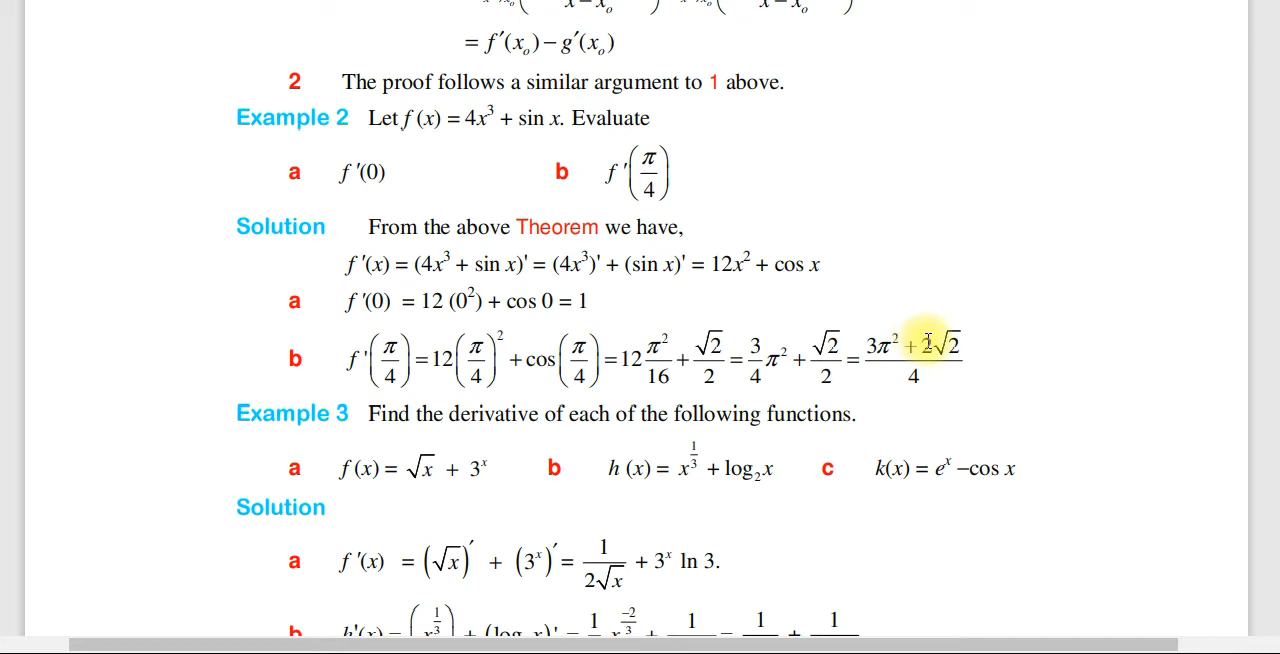 = f′(xₒ) − g′(xₒ)
2 The proof follows a similar argument to 1 above.
Example 2 Let f (x) = 4x³ + sin x. Evaluate
a f '(0) b f '(π/4)
Solution From the above Theorem we have,
f '(x) = (4x³ + sin x)' = (4x³)' + (sin x)' = 12x² + cos x
a f '(0) = 12 (0²) + cos 0 = 1
b f '(π/4) = 12(π/4)² + cos(π/4) = 12 π²/16 + √2/2 = 3/4 π² + √2/2 = (3π² + 2√2)/4
Example 3 Find the derivative of each of the following functions.
a f (x) = √x + 3ˣ b h (x) = x^(1/3) + log₂x c k(x) = eˣ – cos x
Solution
a f '(x) = (√x)′ + (3ˣ)′ = 1/(2√x) + 3ˣ ln 3.